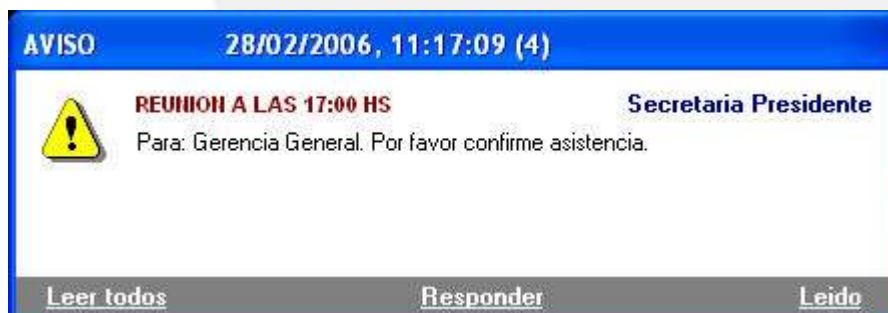 AVISO 28/02/2006, 11:17:09 (4)
REUNION A LAS 17:00 HS Secretaria Presidente
Para: Gerencia General. Por favor confirme asistencia.
Leer todos Responder Leido